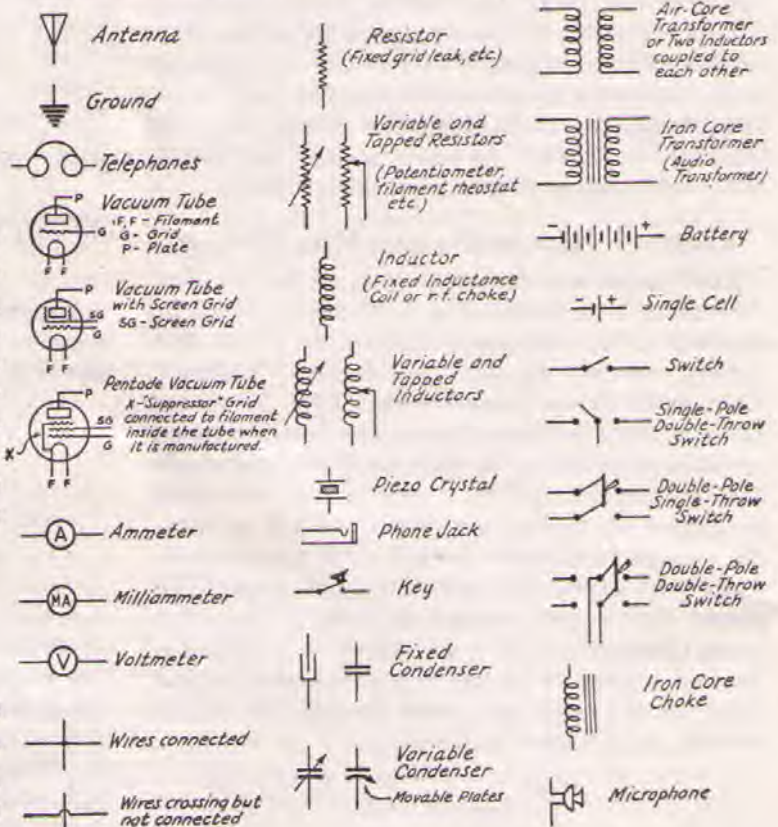 Antenna
Ground
Telephones
Vacuum Tube
F,F - Filament
G - Grid
P - Plate
P
G
F F
Vacuum Tube
with Screen Grid
SG - Screen Grid
P
SG
G
F F
Pentode Vacuum Tube
X-"Suppressor" Grid
connected to filament
inside the tube when
it is manufactured.
P
SG
G
X
F F
A
Ammeter
MA
Milliammeter
V
Voltmeter
Wires connected
Wires crossing but
not connected
Resistor
(Fixed grid leak, etc)
Variable and
Tapped Resistors
(Potentiometer,
filament rheostat
etc.)
Inductor
(Fixed Inductance
Coil or r.f. choke)
Variable and
Tapped
Inductors
Piezo Crystal
Phone Jack
Key
Fixed
Condenser
Variable
Condenser
Movable Plates
Air-Core
Transformer
or Two Inductors
coupled to
each other
Iron Core
Transformer
(Audio
Transformer)
- +
Battery
- +
Single Cell
Switch
Single-Pole
Double-Throw
Switch
Double-Pole
Single-Throw
Switch
Double-Pole
Double-Throw
Switch
Iron Core
Choke
Microphone